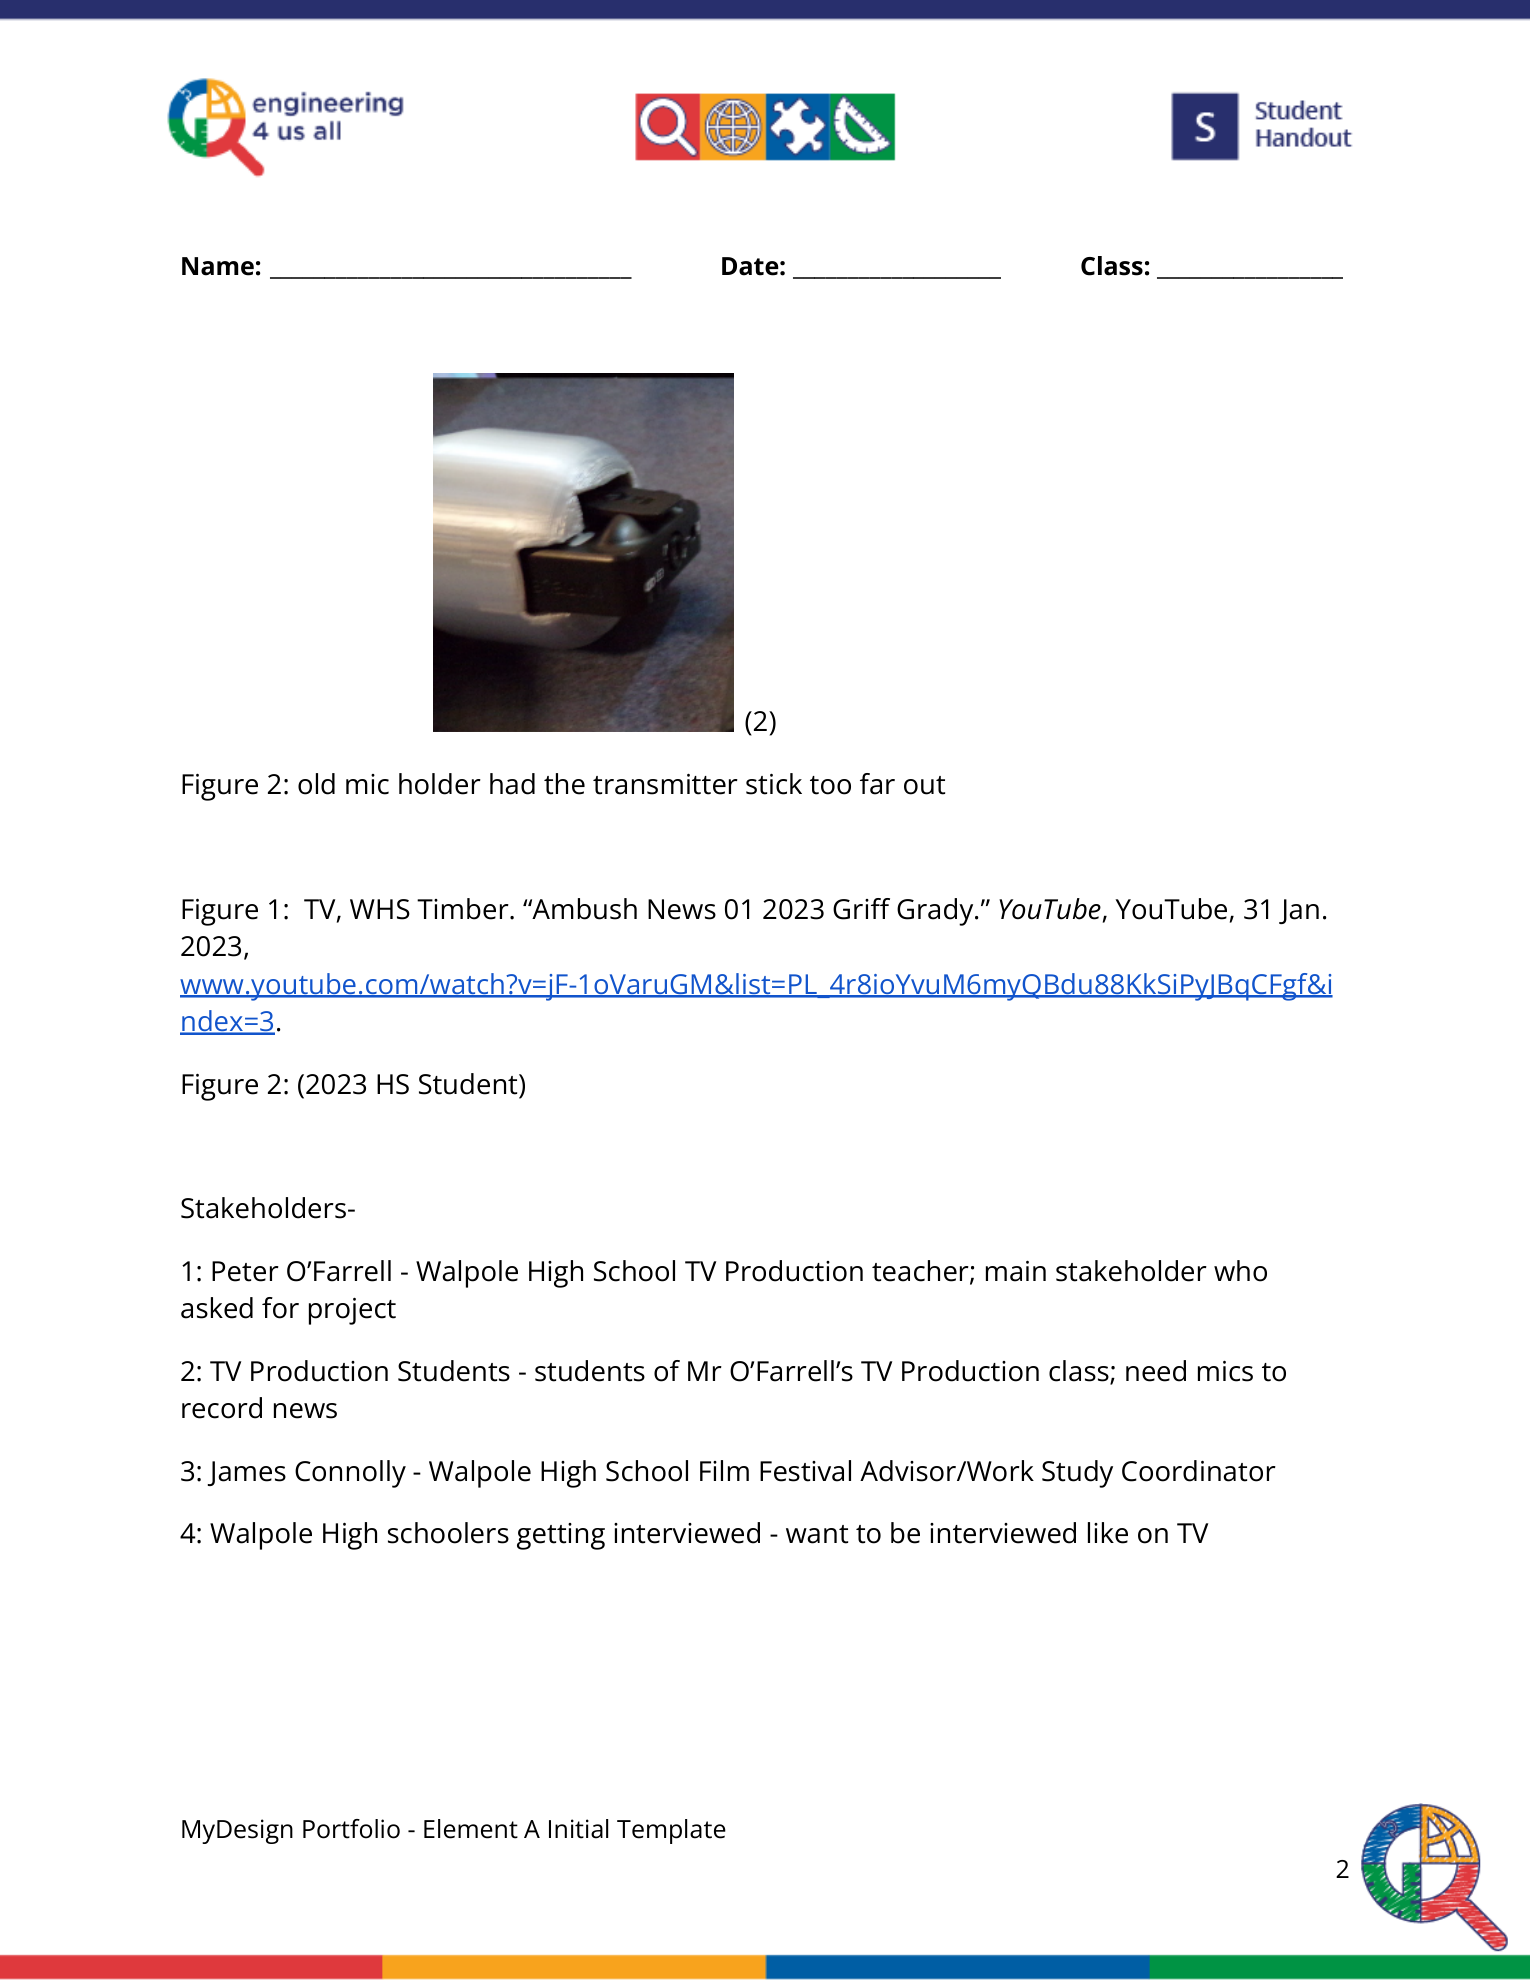 engineering
4 us all
S
Student
Handout
Name: ______________________________ Date: _________________ Class: _______________
(2)
Figure 2: old mic holder had the transmitter stick too far out
Figure 1:  TV, WHS Timber. “Ambush News 01 2023 Griff Grady.” YouTube, YouTube, 31 Jan.
2023,
www.youtube.com/watch?v=jF-1oVaruGM&list=PL_4r8ioYvuM6myQBdu88KkSiPyJBqCFgf&i
ndex=3.
Figure 2: (2023 HS Student)
Stakeholders-
1: Peter O’Farrell - Walpole High School TV Production teacher; main stakeholder who
asked for project
2: TV Production Students - students of Mr O’Farrell’s TV Production class; need mics to
record news
3: James Connolly - Walpole High School Film Festival Advisor/Work Study Coordinator
4: Walpole High schoolers getting interviewed - want to be interviewed like on TV
MyDesign Portfolio - Element A Initial Template
2